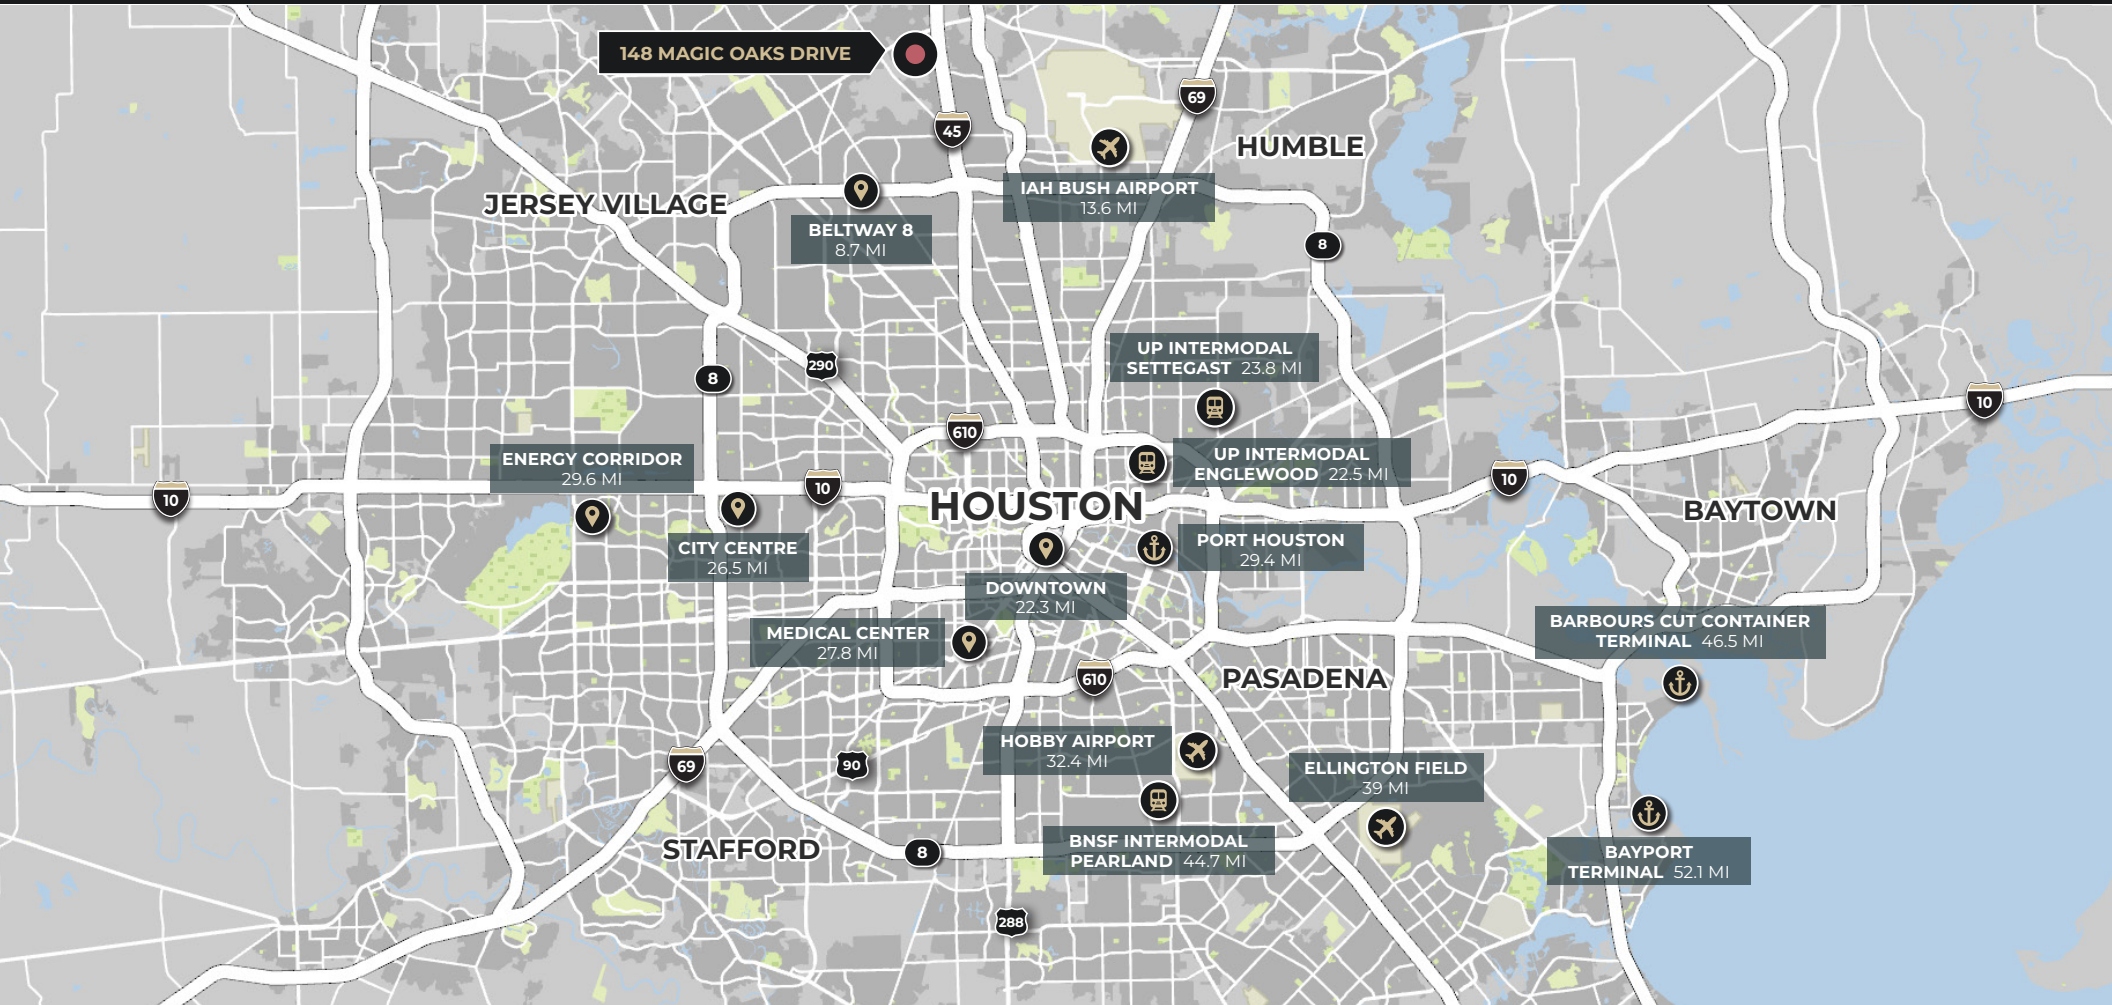 148 MAGIC OAKS DRIVE
69
45
HUMBLE
IAH BUSH AIRPORT
13.6 MI
JERSEY VILLAGE
BELTWAY 8
8.7 MI
8
UP INTERMODAL
SETTEGAST 23.8 MI
290
8
10
610
ENERGY CORRIDOR
29.6 MI
UP INTERMODAL
ENGLEWOOD 22.5 MI
10
10
10
HOUSTON
BAYTOWN
CITY CENTRE
26.5 MI
PORT HOUSTON
29.4 MI
DOWNTOWN
22.3 MI
MEDICAL CENTER
27.8 MI
BARBOURS CUT CONTAINER
TERMINAL 46.5 MI
610
PASADENA
HOBBY AIRPORT
32.4 MI
69
90
ELLINGTON FIELD
39 MI
STAFFORD
8
BNSF INTERMODAL
PEARLAND 44.7 MI
BAYPORT
TERMINAL 52.1 MI
288